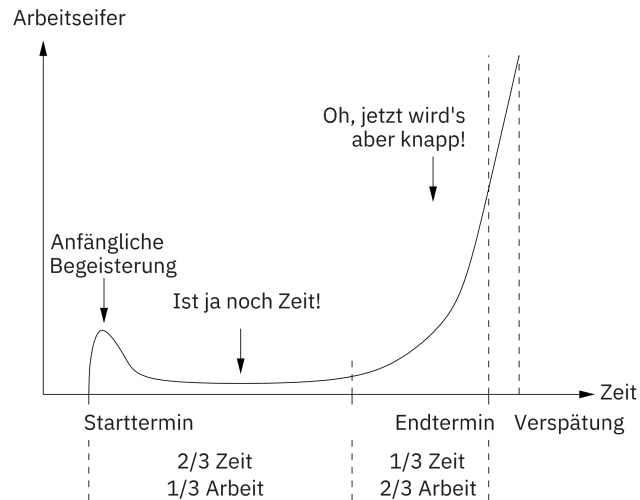 Arbeitseifer
Oh, jetzt wird's
aber knapp!
Anfängliche
Begeisterung
Ist ja noch Zeit!
Zeit
Starttermin
Endtermin
Verspätung
2/3 Zeit
1/3 Arbeit
1/3 Zeit
2/3 Arbeit